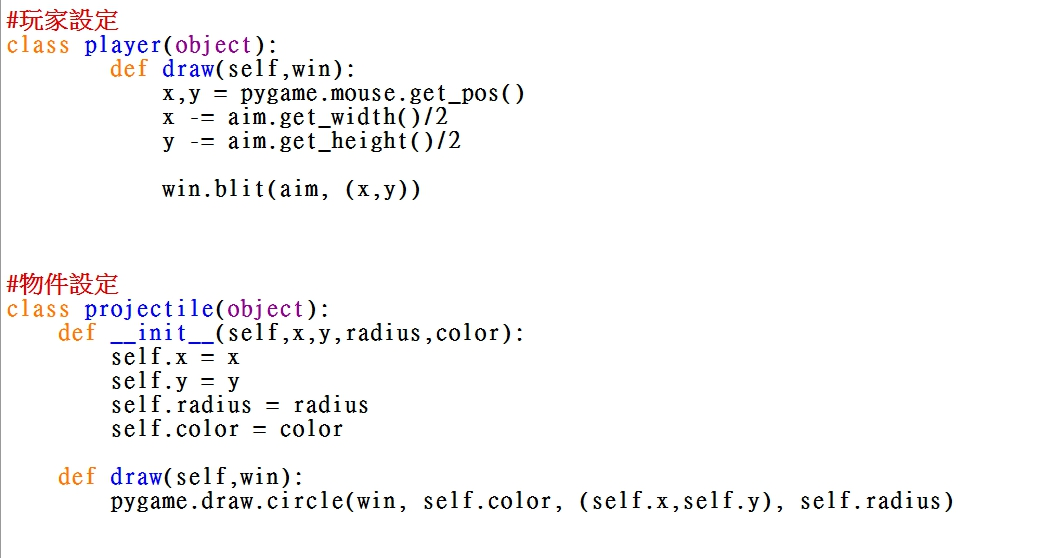 #玩家設定
class player(object):
        def draw(self,win):
            x,y = pygame.mouse.get_pos()
            x -= aim.get_width()/2
            y -= aim.get_height()/2

            win.blit(aim, (x,y))

#物件設定
class projectile(object):
    def __init__(self,x,y,radius,color):
        self.x = x
        self.y = y
        self.radius = radius
        self.color = color

    def draw(self,win):
        pygame.draw.circle(win, self.color, (self.x,self.y), self.radius)